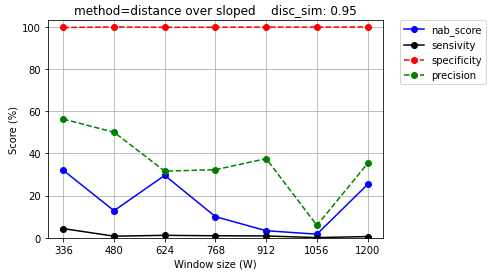 method=distance over sloped    disc_sim: 0.95
nab_score
sensivity
specificity
precision
Score (%)
100
80
60
40
20
0
336 480 624 768 912 1056 1200
Window size (W)